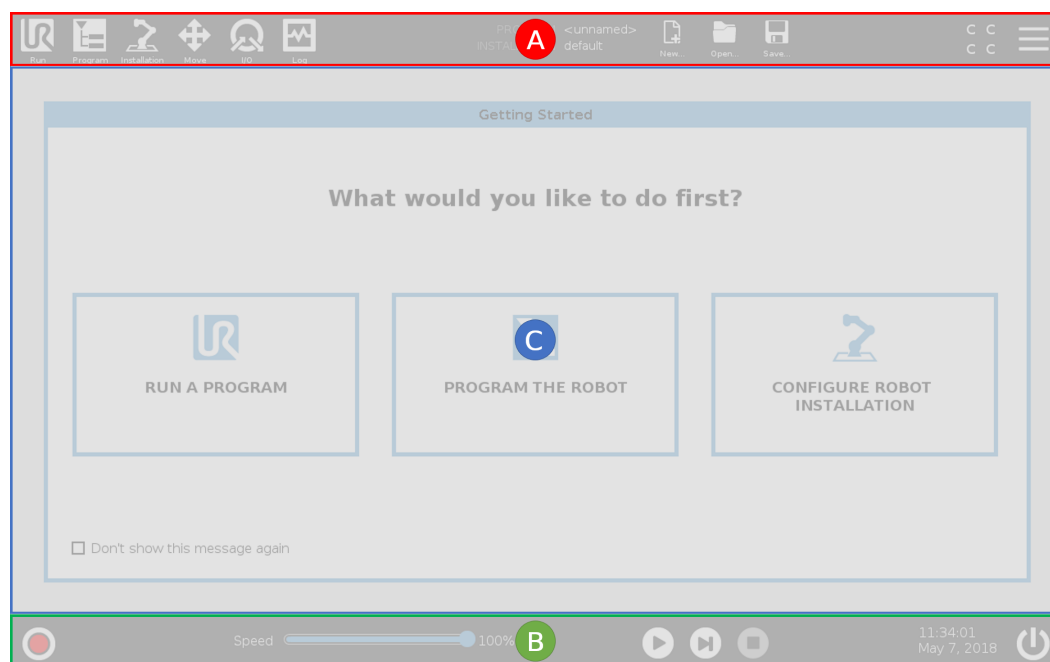 <unnamed>
default
C C
C C
Run
Program
Installation
Move
I/O
Log
A
New...
Open...
Save...
Getting Started
What would you like to do first?
C
RUN A PROGRAM
PROGRAM THE ROBOT
CONFIGURE ROBOT
INSTALLATION
Don't show this message again
Speed
100%
B
11:34:01
May 7, 2018